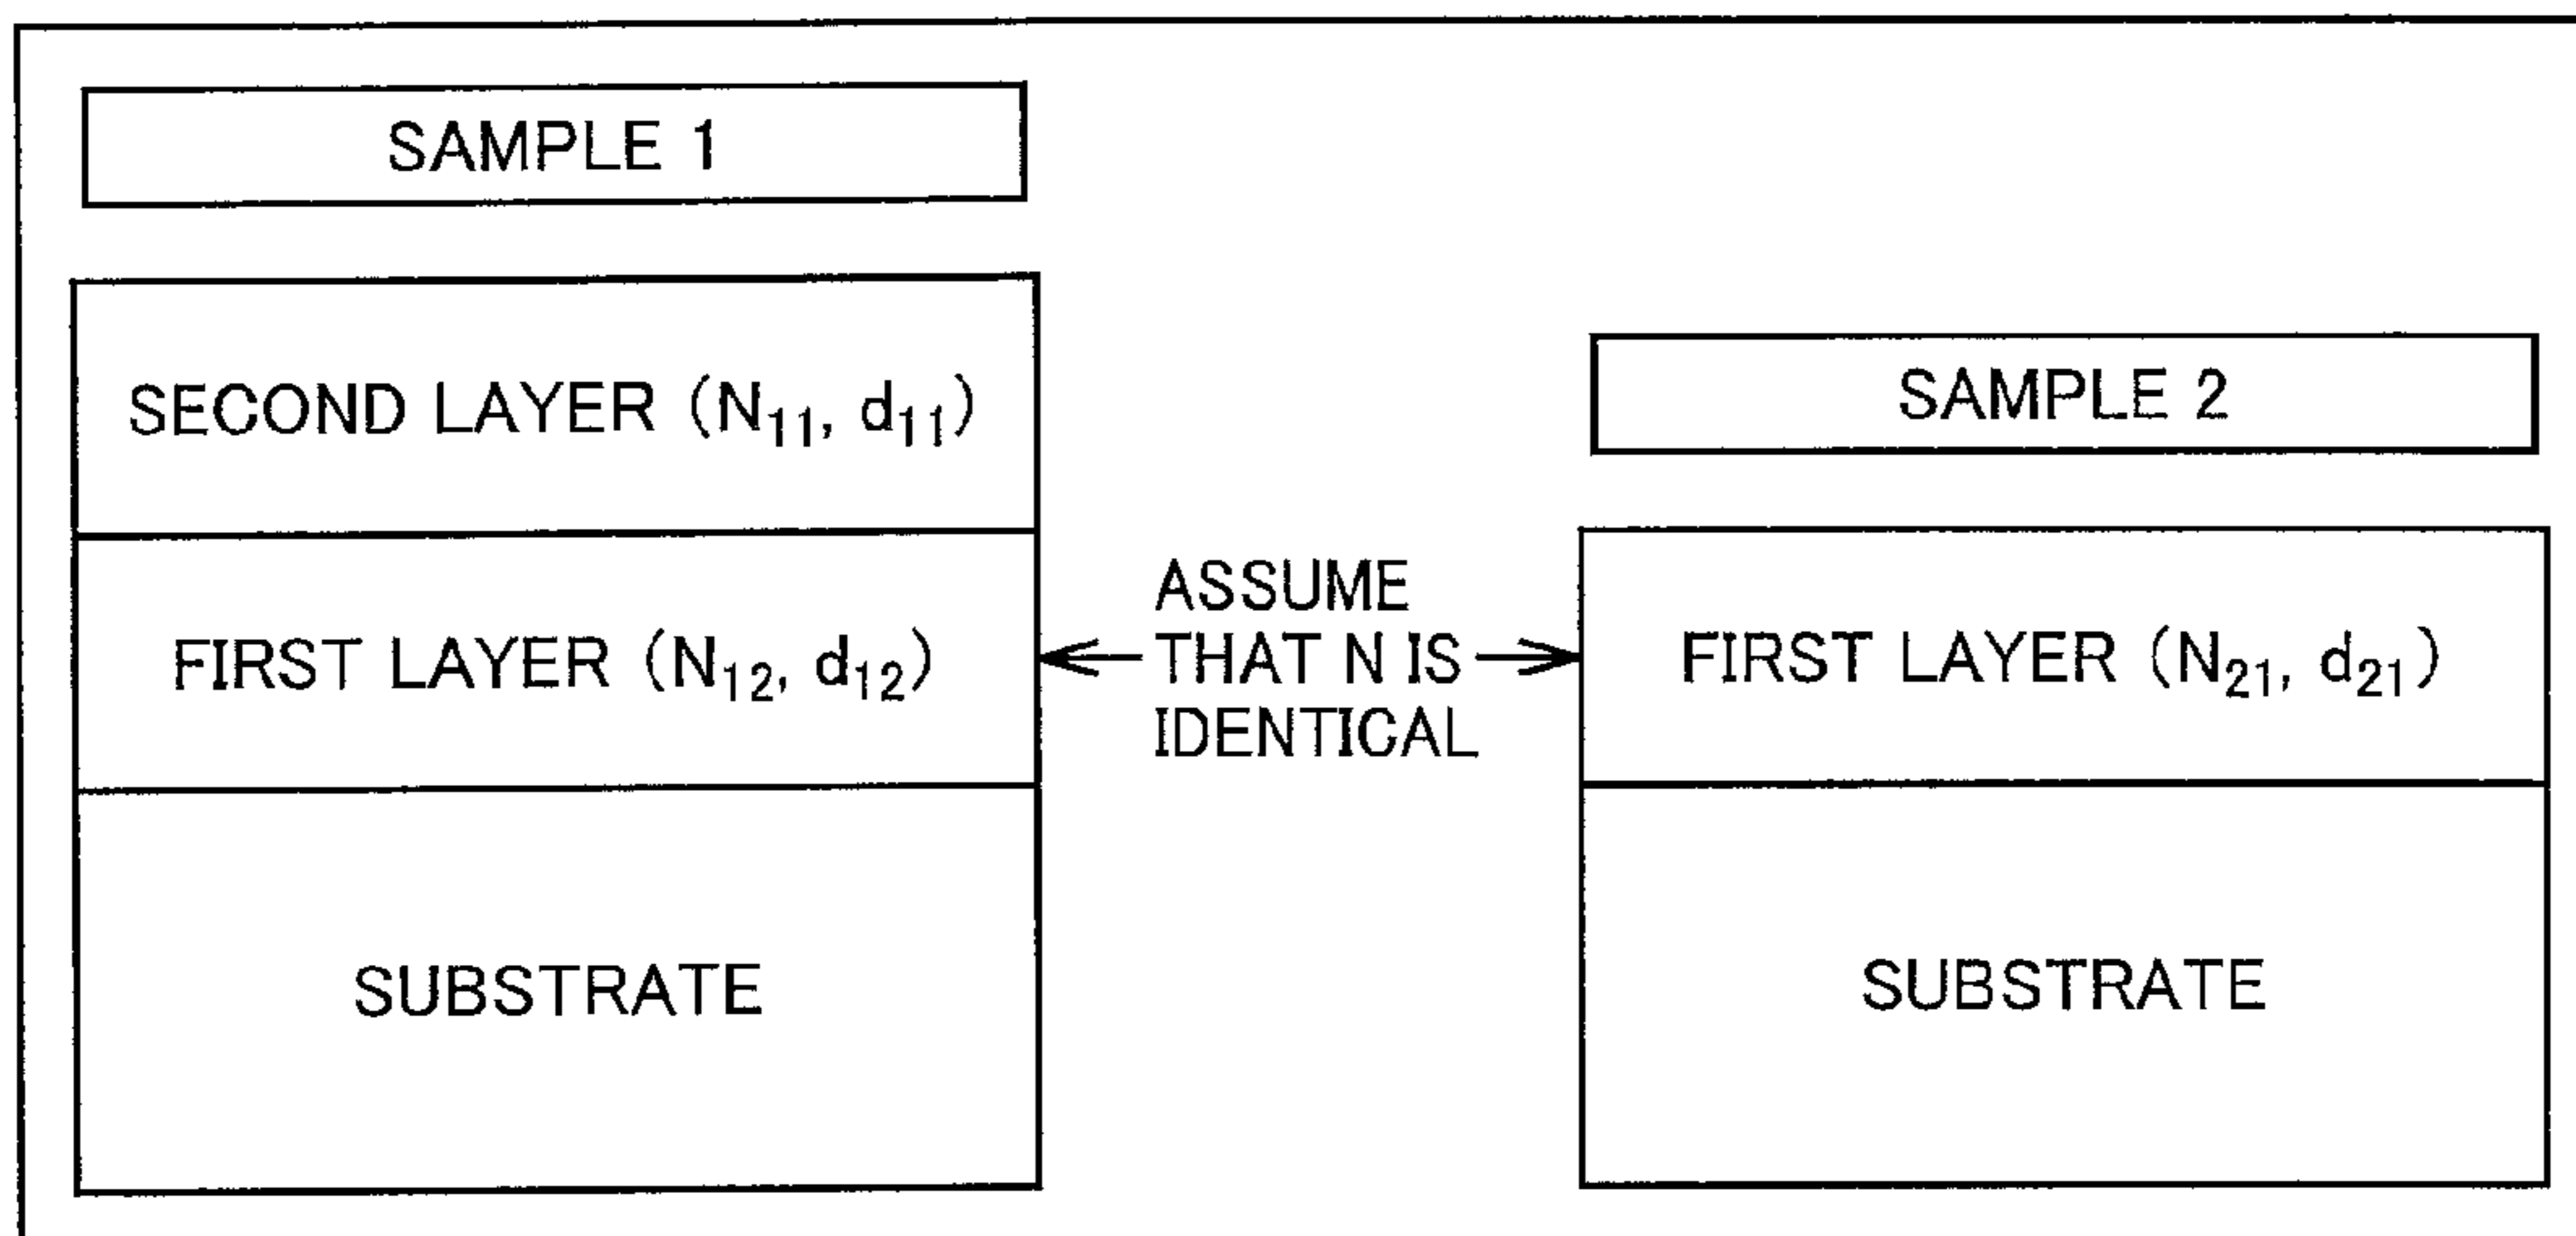 SAMPLE 1
SECOND LAYER (N₁₁, d₁₁)
FIRST LAYER (N₁₂, d₁₂)
SUBSTRATE
ASSUME
THAT N IS
IDENTICAL
SAMPLE 2
FIRST LAYER (N₂₁, d₂₁)
SUBSTRATE